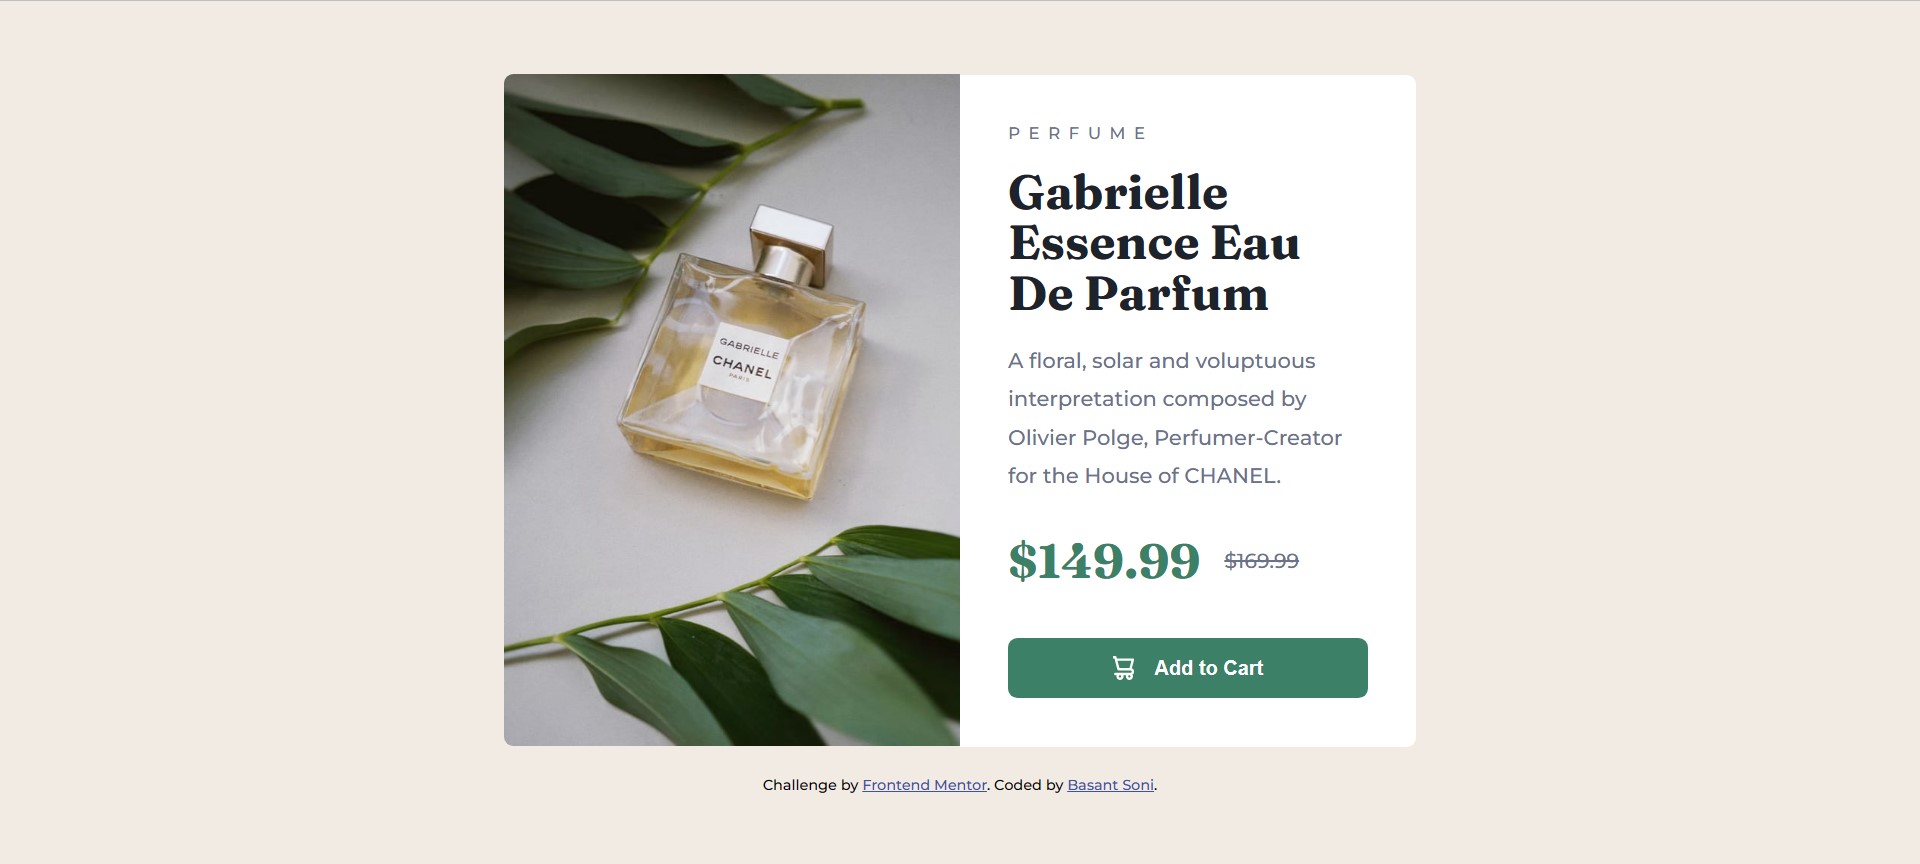 GABRIELLE
CHANEL
PARIS
PERFUME
Gabrielle
Essence Eau
De Parfum
A floral, solar and voluptuous
interpretation composed by
Olivier Polge, Perfumer-Creator
for the House of CHANEL.
$149.99 $169.99
Add to Cart
Challenge by Frontend Mentor. Coded by Basant Soni.